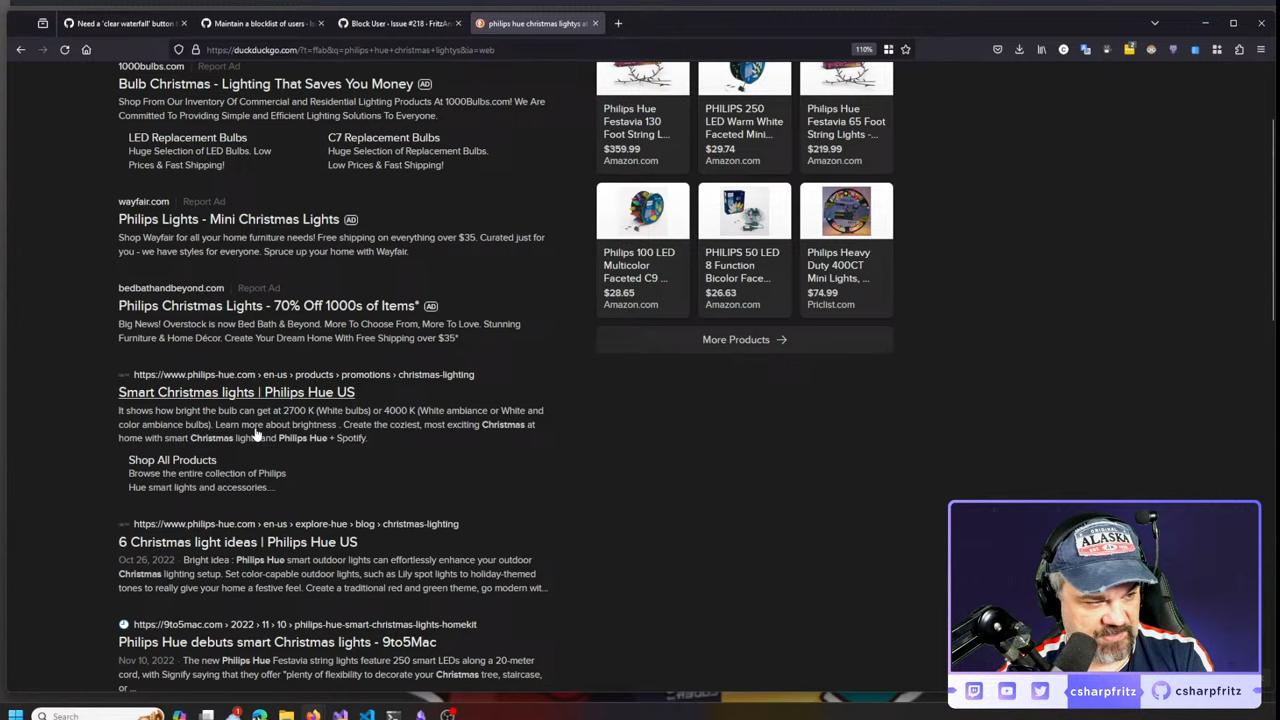 Need a 'clear waterfall' button t
Maintain a blocklist of users · Is
Block User · Issue #218 · FritzAn
philips hue christmas lightys at
https://duckduckgo.com/?t=ffab&q=philips+hue+christmas+lightys&ia=web
110%
1000bulbs.com Report Ad
Bulb Christmas - Lighting That Saves You Money AD
Shop From Our Inventory Of Commercial and Residential Lighting Products At 1000Bulbs.com! We Are
Committed To Providing Simple and Efficient Lighting Solutions To Everyone.
LED Replacement Bulbs
Huge Selection of LED Bulbs. Low
Prices & Fast Shipping!
C7 Replacement Bulbs
Huge Selection of Replacement Bulbs.
Low Prices & Fast Shipping!
wayfair.com Report Ad
Philips Lights - Mini Christmas Lights AD
Shop Wayfair for all your home furniture needs! Free shipping on everything over $35. Curated just for
you - we have styles for everyone. Spruce up your home with Wayfair.
bedbathandbeyond.com Report Ad
Philips Christmas Lights - 70% Off 1000s of Items* AD
Big News! Overstock is now Bed Bath & Beyond. More To Choose From, More To Love. Stunning
Furniture & Home Décor. Create Your Dream Home With Free Shipping over $35*
https://www.philips-hue.com › en-us › products › promotions › christmas-lighting
Smart Christmas lights | Philips Hue US
It shows how bright the bulb can get at 2700 K (White bulbs) or 4000 K (White ambiance or White and
color ambiance bulbs). Learn more about brightness . Create the coziest, most exciting Christmas at
home with smart Christmas lights and Philips Hue + Spotify.
Shop All Products
Browse the entire collection of Philips
Hue smart lights and accessories....
https://www.philips-hue.com › en-us › explore-hue › blog › christmas-lighting
6 Christmas light ideas | Philips Hue US
Oct 26, 2022 · Bright idea : Philips Hue smart outdoor lights can effortlessly enhance your outdoor
Christmas lighting setup. Set color-capable outdoor lights, such as Lily spot lights to holiday-themed
tones to really give your home a festive feel. Create a traditional red and green theme, go modern wit...
https://9to5mac.com › 2022 › 11 › 10 › philips-hue-smart-christmas-lights-homekit
Philips Hue debuts smart Christmas lights - 9to5Mac
Nov 10, 2022 · The new Philips Hue Festavia string lights feature 250 smart LEDs along a 20-meter
cord, with Signify saying that they offer "plenty of flexibility to decorate your Christmas tree, staircase,
or ...
Philips Hue
Festavia 130
Foot String L...
$359.99
Amazon.com
PHILIPS 250
LED Warm White
Faceted Mini...
$29.74
Amazon.com
Philips Hue
Festavia 65 Foot
String Lights -...
$219.99
Amazon.com
Philips 100 LED
Multicolor
Faceted C9 ...
$28.65
Amazon.com
PHILIPS 50 LED
8 Function
Bicolor Face...
$26.63
Amazon.com
Philips Heavy
Duty 400CT
Mini Lights, ...
$74.99
Priclist.com
More Products →
ORIGINAL
ALASKA
csharpfritz
csharpfritz
Search